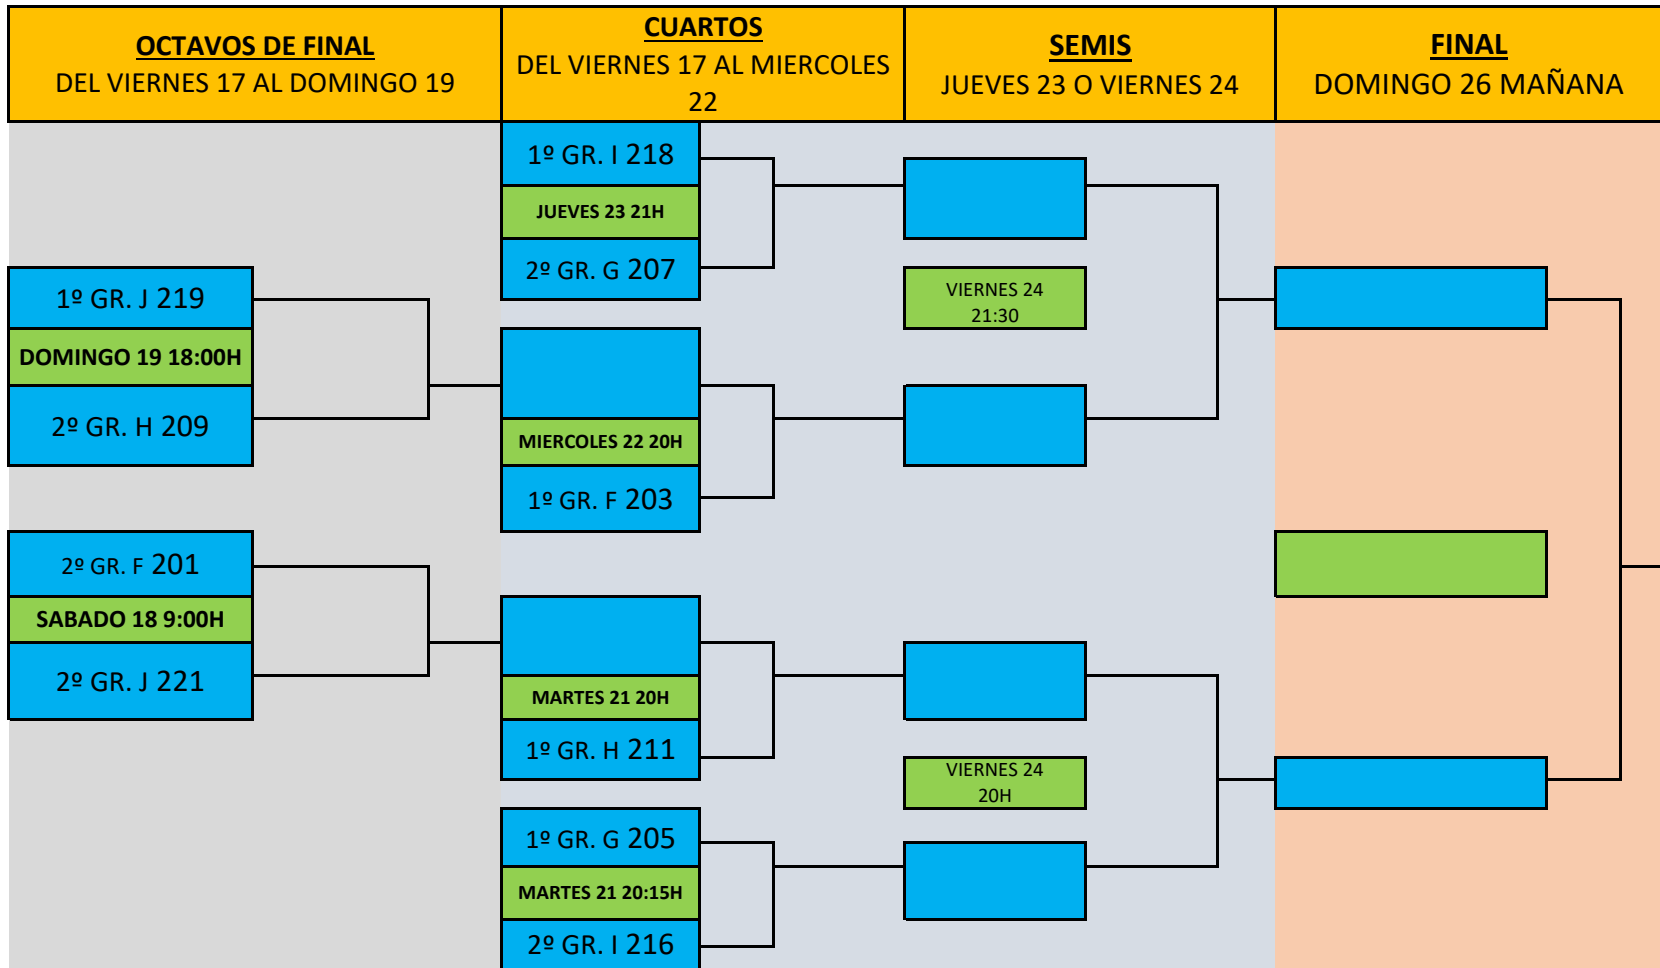 OCTAVOS DE FINAL
DEL VIERNES 17 AL DOMINGO 19
CUARTOS
DEL VIERNES 17 AL MIERCOLES
22
SEMIS
JUEVES 23 O VIERNES 24
FINAL
DOMINGO 26 MAÑANA
1º GR. J 219
DOMINGO 19 18:00H
2º GR. H 209
2º GR. F 201
SABADO 18 9:00H
2º GR. J 221
1º GR. I 218
JUEVES 23 21H
2º GR. G 207
MIERCOLES 22 20H
1º GR. F 203
MARTES 21 20H
1º GR. H 211
1º GR. G 205
MARTES 21 20:15H
2º GR. I 216
VIERNES 24
21:30
VIERNES 24
20H